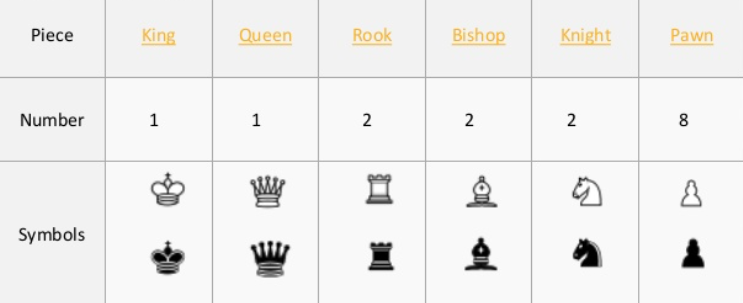 Piece King Queen Rook Bishop Knight Pawn
Number 1 1 2 2 2 8
Symbols